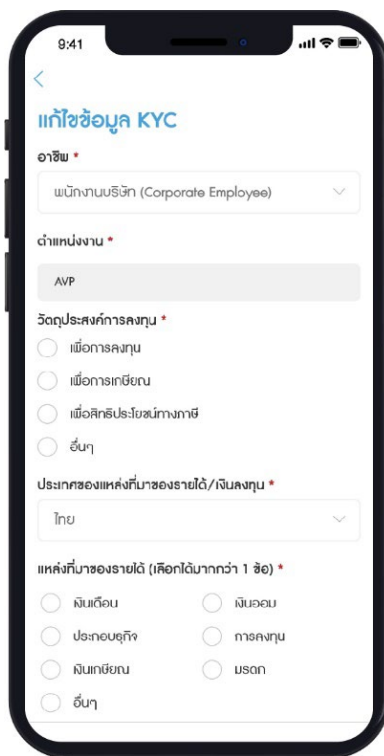 9:41
แก้ไขข้อมูล KYC
อาชีพ *
พนักงานบริษัท (Corporate Employee)
ตำแหน่งงาน *
AVP
วัตถุประสงค์การลงทุน *
เพื่อการลงทุน
เพื่อการเกษียณ
เพื่อสิทธิประโยชน์ทางภาษี
อื่นๆ
ประเทศของแหล่งที่มาของรายได้/เงินลงทุน *
ไทย
แหล่งที่มาของรายได้ (เลือกได้มากกว่า 1 ข้อ) *
เงินเดือน เงินออม
ประกอบธุกิจ การลงทุน
เงินเกษียณ มรดก
อื่นๆ